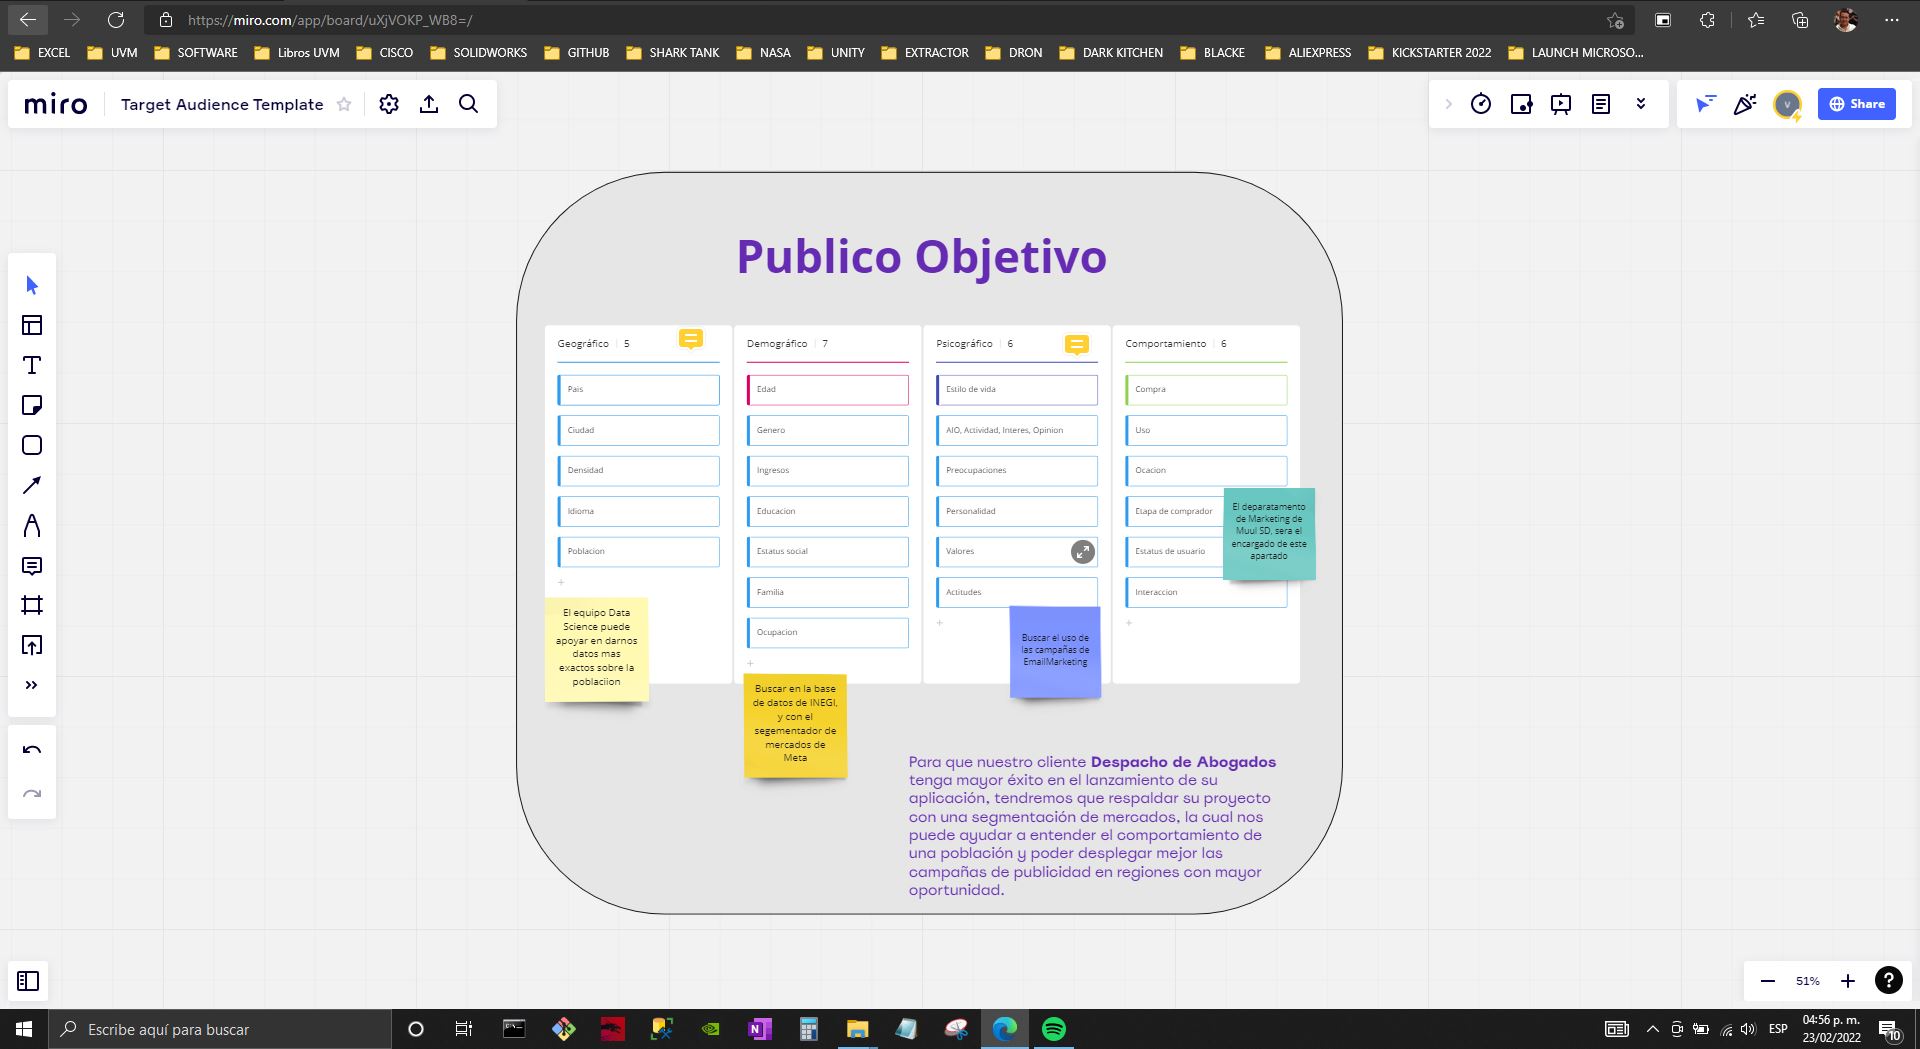 https://miro.com/app/board/uXjVOKP_WB8=/
EXCEL
UVM
SOFTWARE
Libros UVM
CISCO
SOLIDWORKS
GITHUB
SHARK TANK
NASA
UNITY
EXTRACTOR
DRON
DARK KITCHEN
BLACKE
ALIEXPRESS
KICKSTARTER 2022
LAUNCH MICROSO...
miro
Target Audience Template
V
Share
Publico Objetivo
Geográfico 5
Pais
Ciudad
Densidad
Idioma
Poblacion
+
El equipo Data
Science puede
apoyar en darnos
datos mas
exactos sobre la
poblaciion
Demográfico 7
Edad
Genero
Ingresos
Educacion
Estatus social
Familia
Ocupacion
+
Buscar en la base
de datos de INEGI,
y con el
segementador de
mercados de
Meta
Psicográfico 6
Estilo de vida
AIO, Actividad, Interes, Opinion
Preocupaciones
Personalidad
Valores
Actitudes
+
Buscar el uso de
las campañas de
EmailMarketing
Comportamiento 6
Compra
Uso
Ocacion
Etapa de comprador
Estatus de usuario
Interaccion
+
El deparatamento
de Marketing de
Muul SD, sera el
encargado de este
apartado
Para que nuestro cliente Despacho de Abogados
tenga mayor éxito en el lanzamiento de su
aplicación, tendremos que respaldar su proyecto
con una segmentación de mercados, la cual nos
puede ayudar a entender el comportamiento de
una población y poder desplegar mejor las
campañas de publicidad en regiones con mayor
oportunidad.
51%
?
Escribe aquí para buscar
ESP
04:56 p. m.
23/02/2022
10